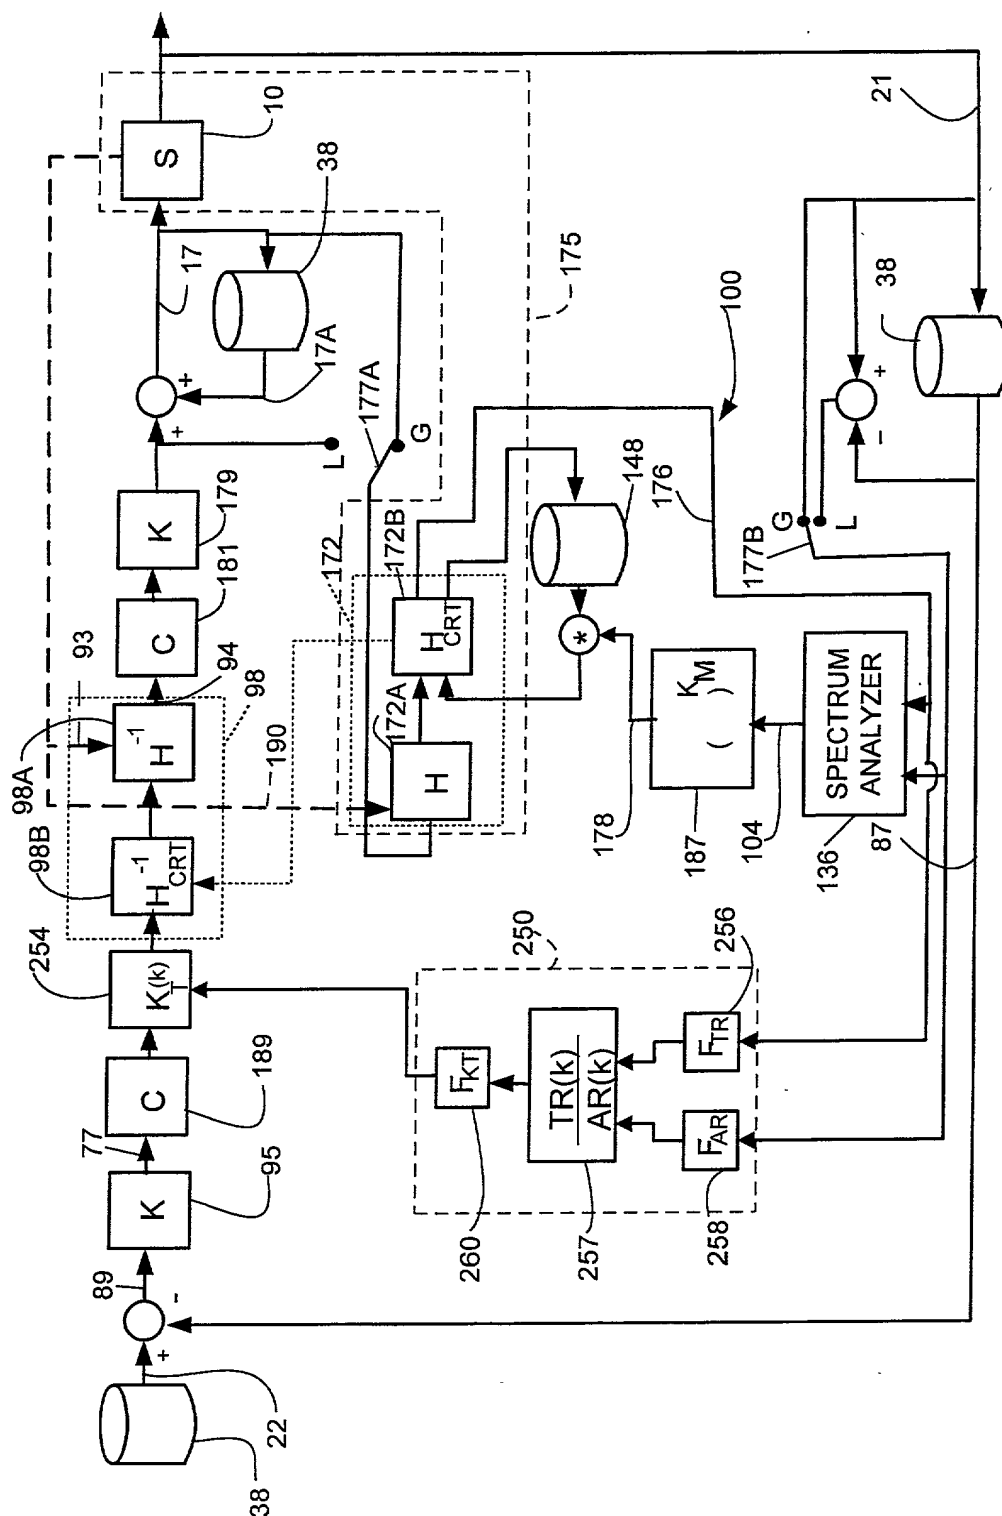 38
22
+
-
89
K
95
77
C
189
K_T(k)
254
H_CRT^-1
98B
H^-1
98A
93
94
98
190
C
181
K
179
+
+
17
17A
38
S
10
L
G
177A
175
172
172A
172B
H
H_CRT
148
*
178
K_M
( )
187
104
SPECTRUM
ANALYZER
136
87
176
100
177B
G
L
+
-
38
21
250
F_KT
260
TR(k)
AR(k)
257
F_TR
256
F_AR
258